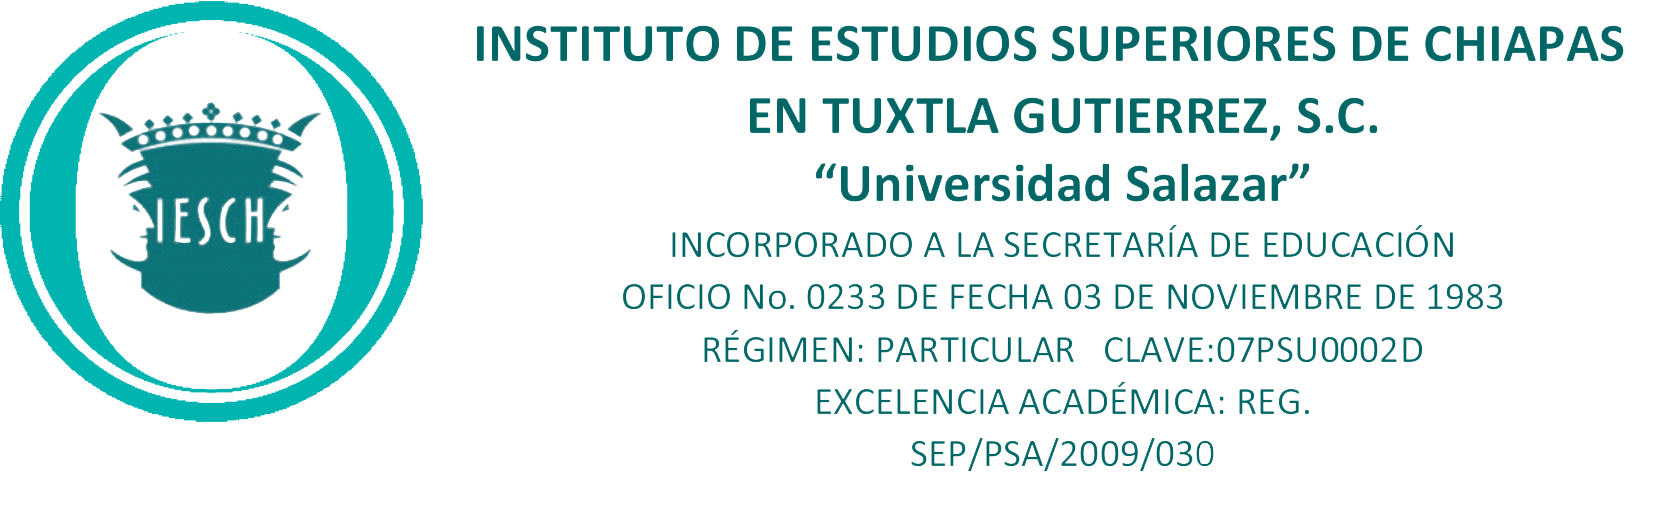 IESCH
INSTITUTO DE ESTUDIOS SUPERIORES DE CHIAPAS
EN TUXTLA GUTIERREZ, S.C.
“Universidad Salazar”
INCORPORADO A LA SECRETARÍA DE EDUCACIÓN
OFICIO No. 0233 DE FECHA 03 DE NOVIEMBRE DE 1983
RÉGIMEN: PARTICULAR CLAVE:07PSU0002D
EXCELENCIA ACADÉMICA: REG.
SEP/PSA/2009/030